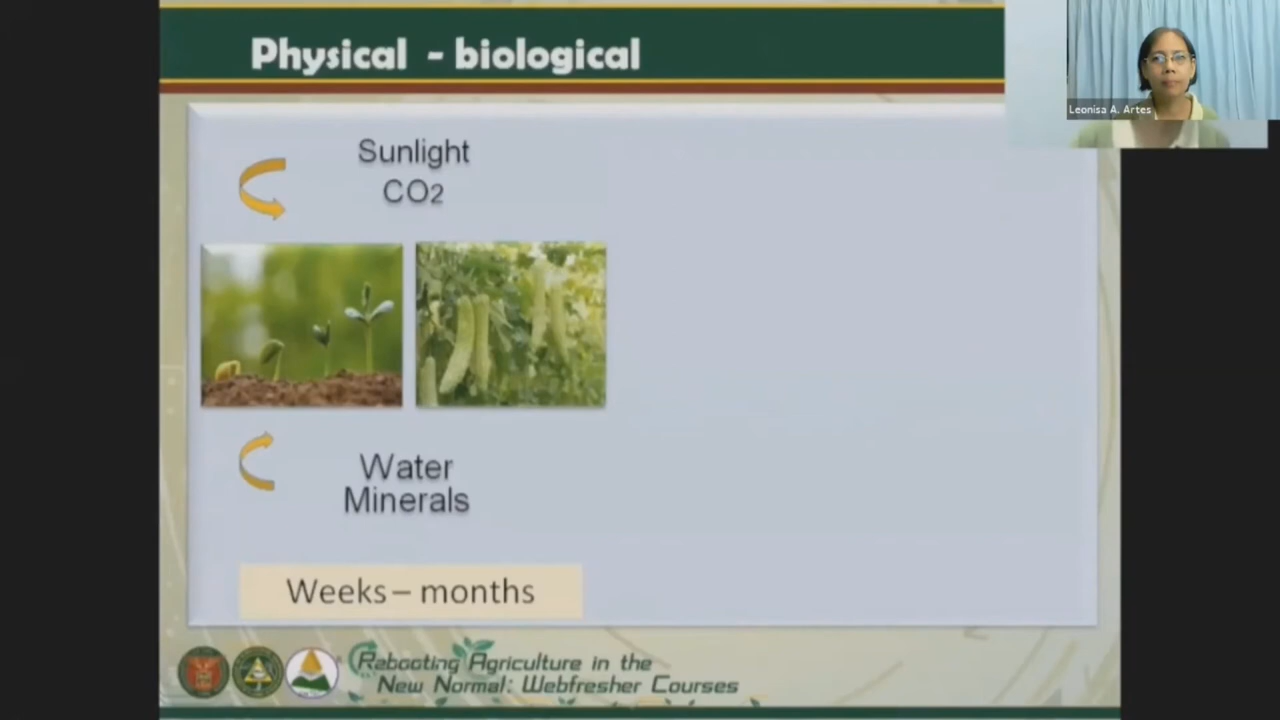 Physical - biological
Leonisa A. Artes
Sunlight
CO2
Water
Minerals
Weeks – months
Rebooting Agriculture in the
New Normal: Webfresher Courses